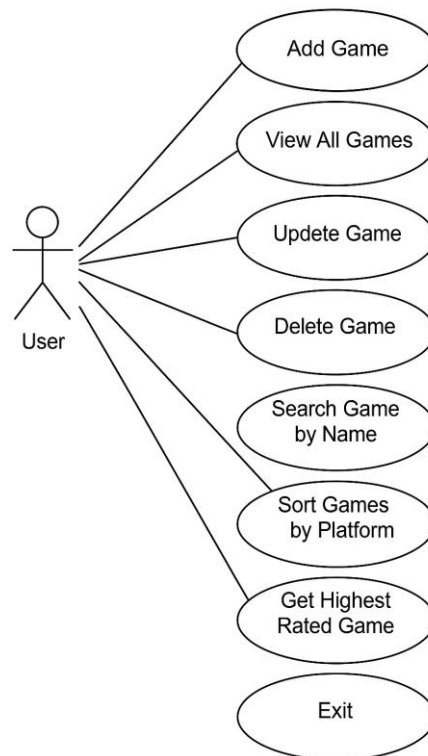 Add Game
View All Games
Updete Game
Delete Game
User
Search Game
by Name
Sort Games
by Platform
Get Highest
Rated Game
Exit